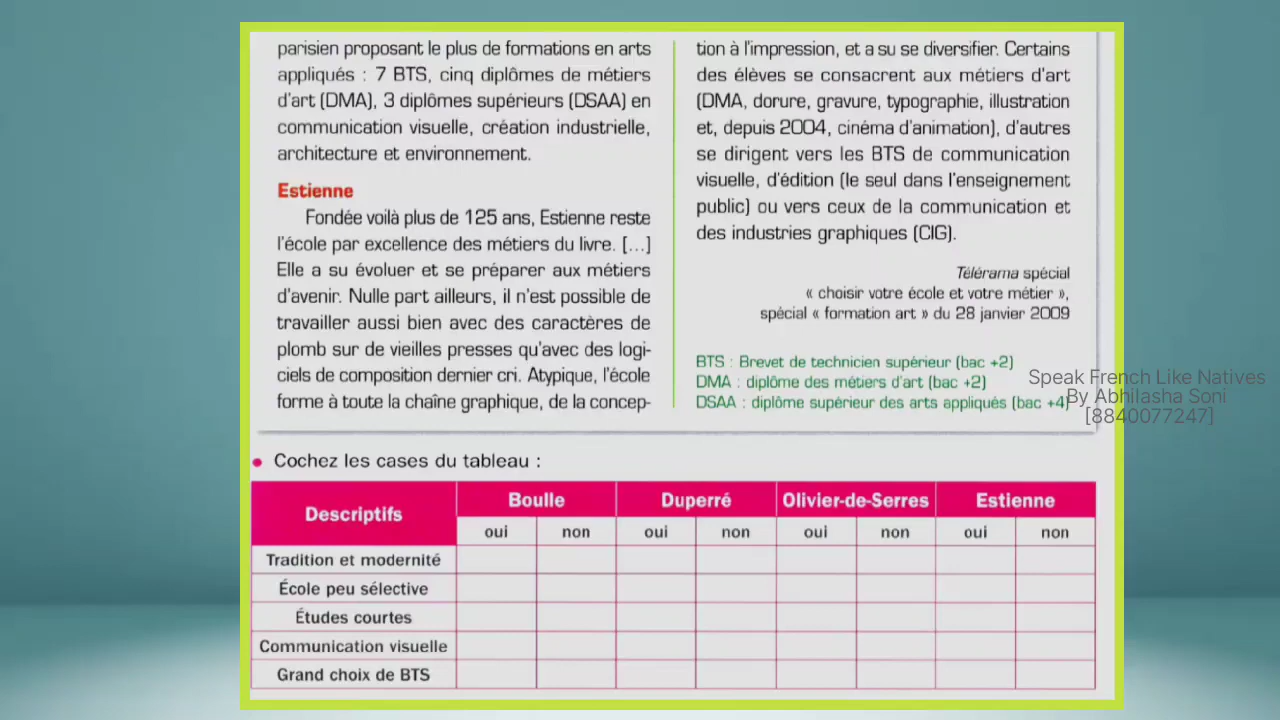 parisien proposant le plus de formations en arts
appliqués : 7 BTS, cinq diplômes de métiers
d'art (DMA), 3 diplômes supérieurs (DSAA) en
communication visuelle, création industrielle,
architecture et environnement.
Estienne
Fondée voilà plus de 125 ans, Estienne reste
l'école par excellence des métiers du livre. [...]
Elle a su évoluer et se préparer aux métiers
d'avenir. Nulle part ailleurs, il n'est possible de
travailler aussi bien avec des caractères de
plomb sur de vieilles presses qu'avec des logi-
ciels de composition dernier cri. Atypique, l'école
forme à toute la chaîne graphique, de la concep-
tion à l'impression, et a su se diversifier. Certains
des élèves se consacrent aux métiers d'art
(DMA, dorure, gravure, typographie, illustration
et, depuis 2004, cinéma d'animation), d'autres
se dirigent vers les BTS de communication
visuelle, d'édition (le seul dans l'enseignement
public) ou vers ceux de la communication et
des industries graphiques (CIG).
Télérama spécial
« choisir votre école et votre métier »,
spécial « formation art » du 28 janvier 2009
BTS : Brevet de technicien supérieur (bac +2)
DMA : diplôme des métiers d'art (bac +2)
DSAA : diplôme supérieur des arts appliqués (bac +4)
Speak French Like Natives
By Abhilasha Soni
[8840077247]
• Cochez les cases du tableau :
Descriptifs Boulle Duperré Olivier-de-Serres Estienne
oui non oui non oui non oui non
Tradition et modernité
École peu sélective
Études courtes
Communication visuelle
Grand choix de BTS